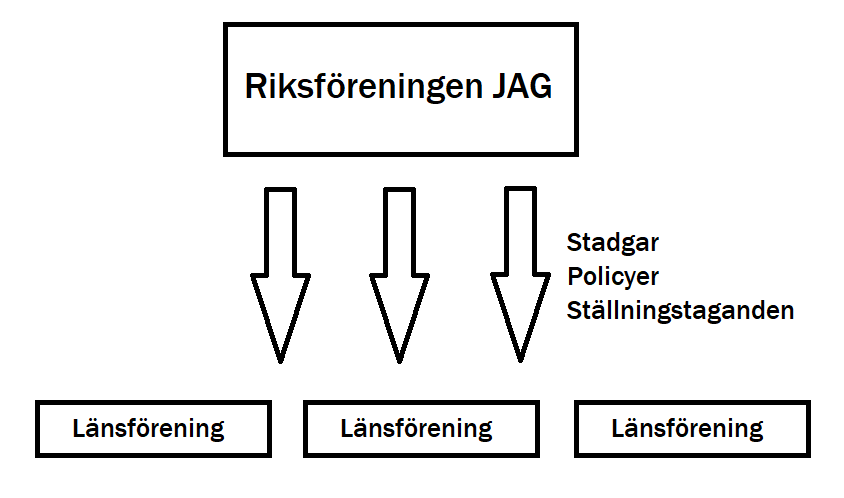 Riksföreningen JAG
Stadgar
Policyer
Ställningstaganden
Länsförening
Länsförening
Länsförening